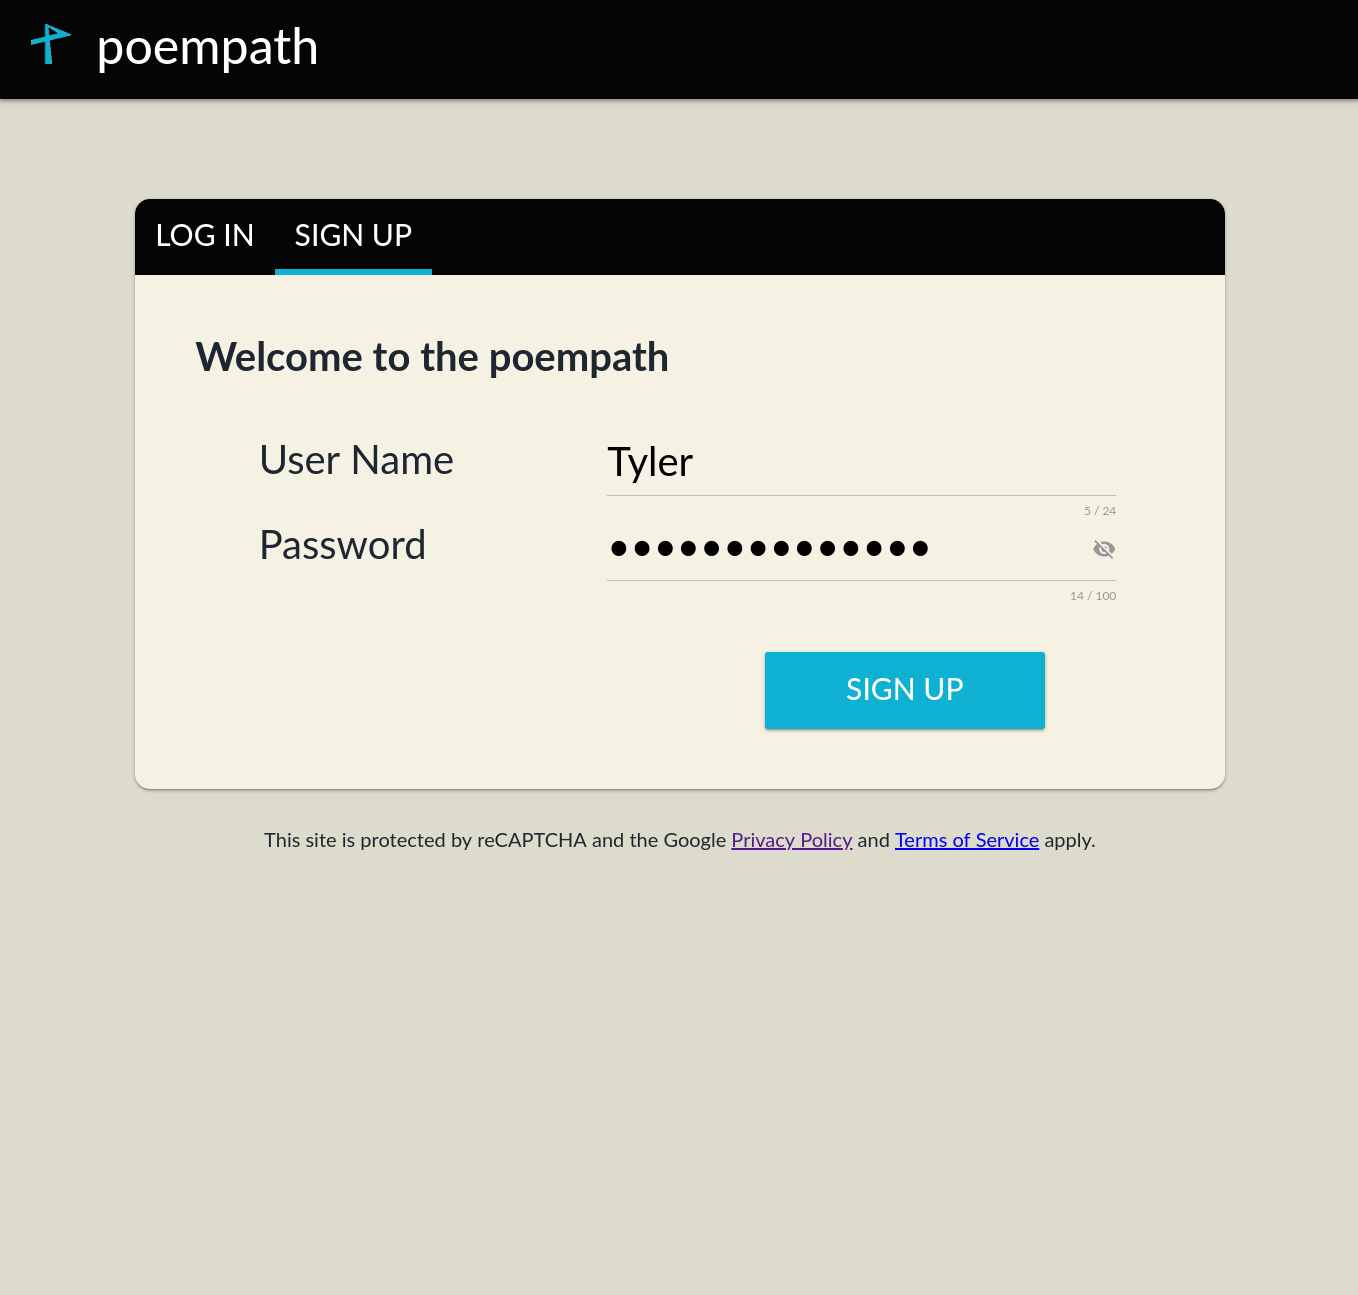 poempath
LOG IN SIGN UP
Welcome to the poempath
User Name Tyler
5 / 24
Password ●●●●●●●●●●●●●●
14 / 100
SIGN UP
This site is protected by reCAPTCHA and the Google Privacy Policy and Terms of Service apply.